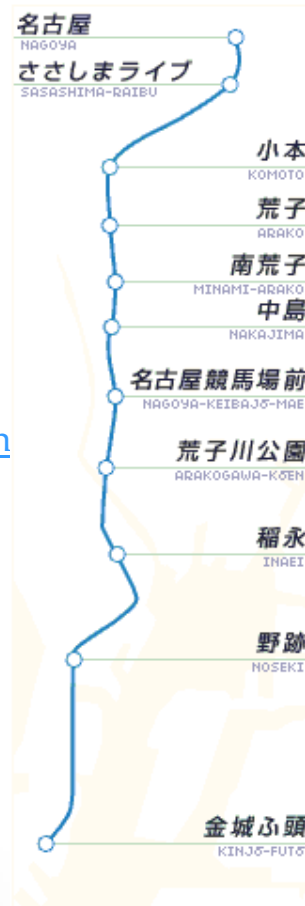 名古屋
NAGOYA
ささしまライブ
SASASHIMA-RAIBU
小本
KOMOTO
荒子
ARAKO
南荒子
MINAMI-ARAKO
中島
NAKAJIMA
名古屋競馬場前
NAGOYA-KEIBAJŌ-MAE
荒子川公園
ARAKOGAWA-KŌEN
稲永
INAEI
野跡
NOSEKI
金城ふ頭
KINJŌ-FUTŌ